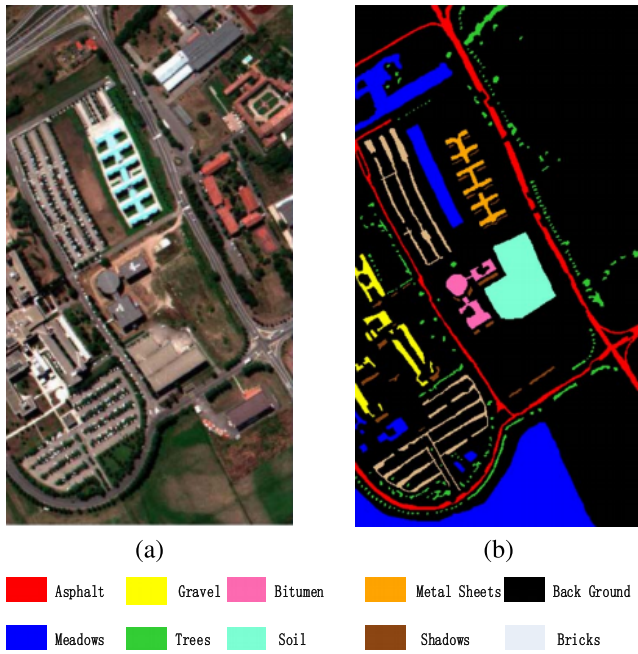 (a) (b)
Asphalt Gravel Bitumen Metal Sheets Back Ground
Meadows Trees Soil Shadows Bricks